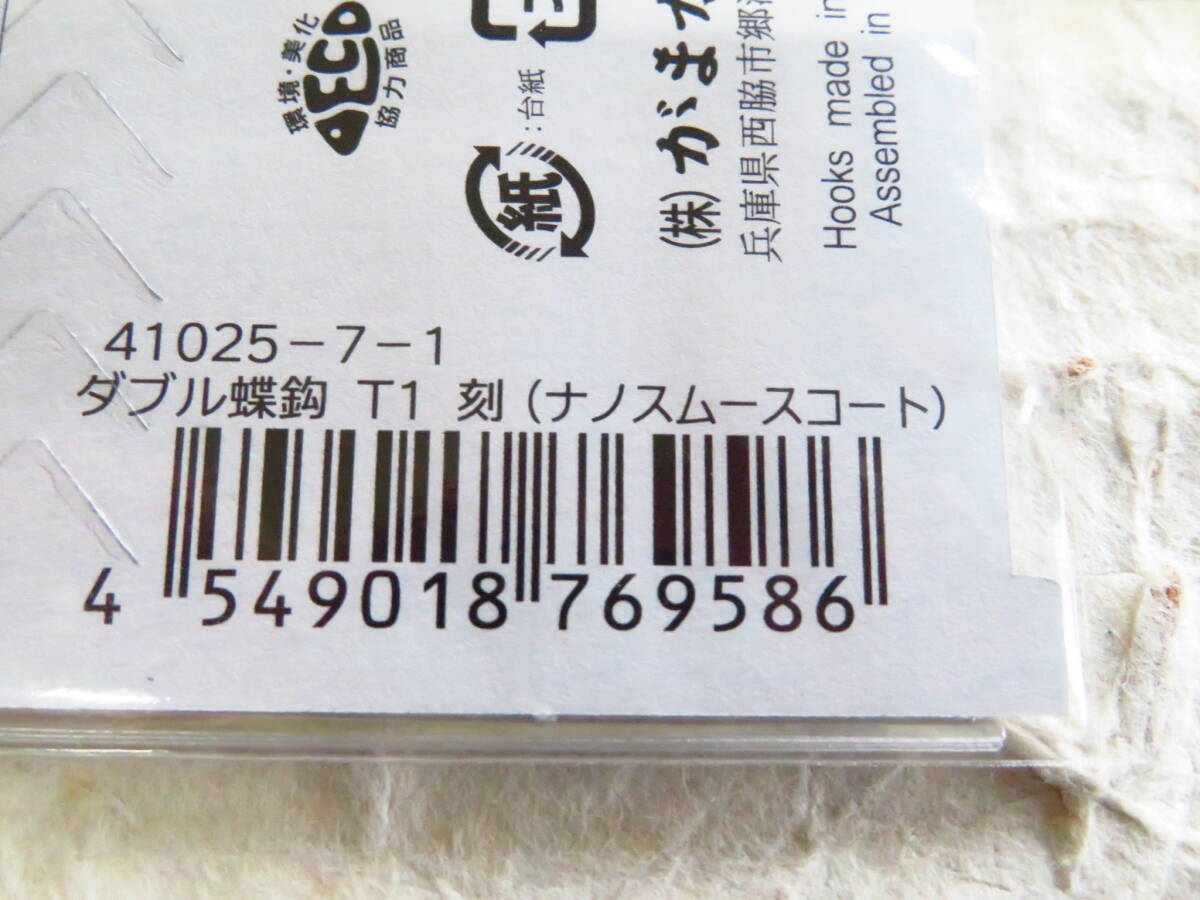 環境・美化
DECO
協力商品
紙
:台紙
(株)がまか
兵庫県西脇市郷
Hooks made in
Assembled in
41025-7-1
ダブル蝶鈎 T1 刻(ナノスムースコート)
4 549018 769586